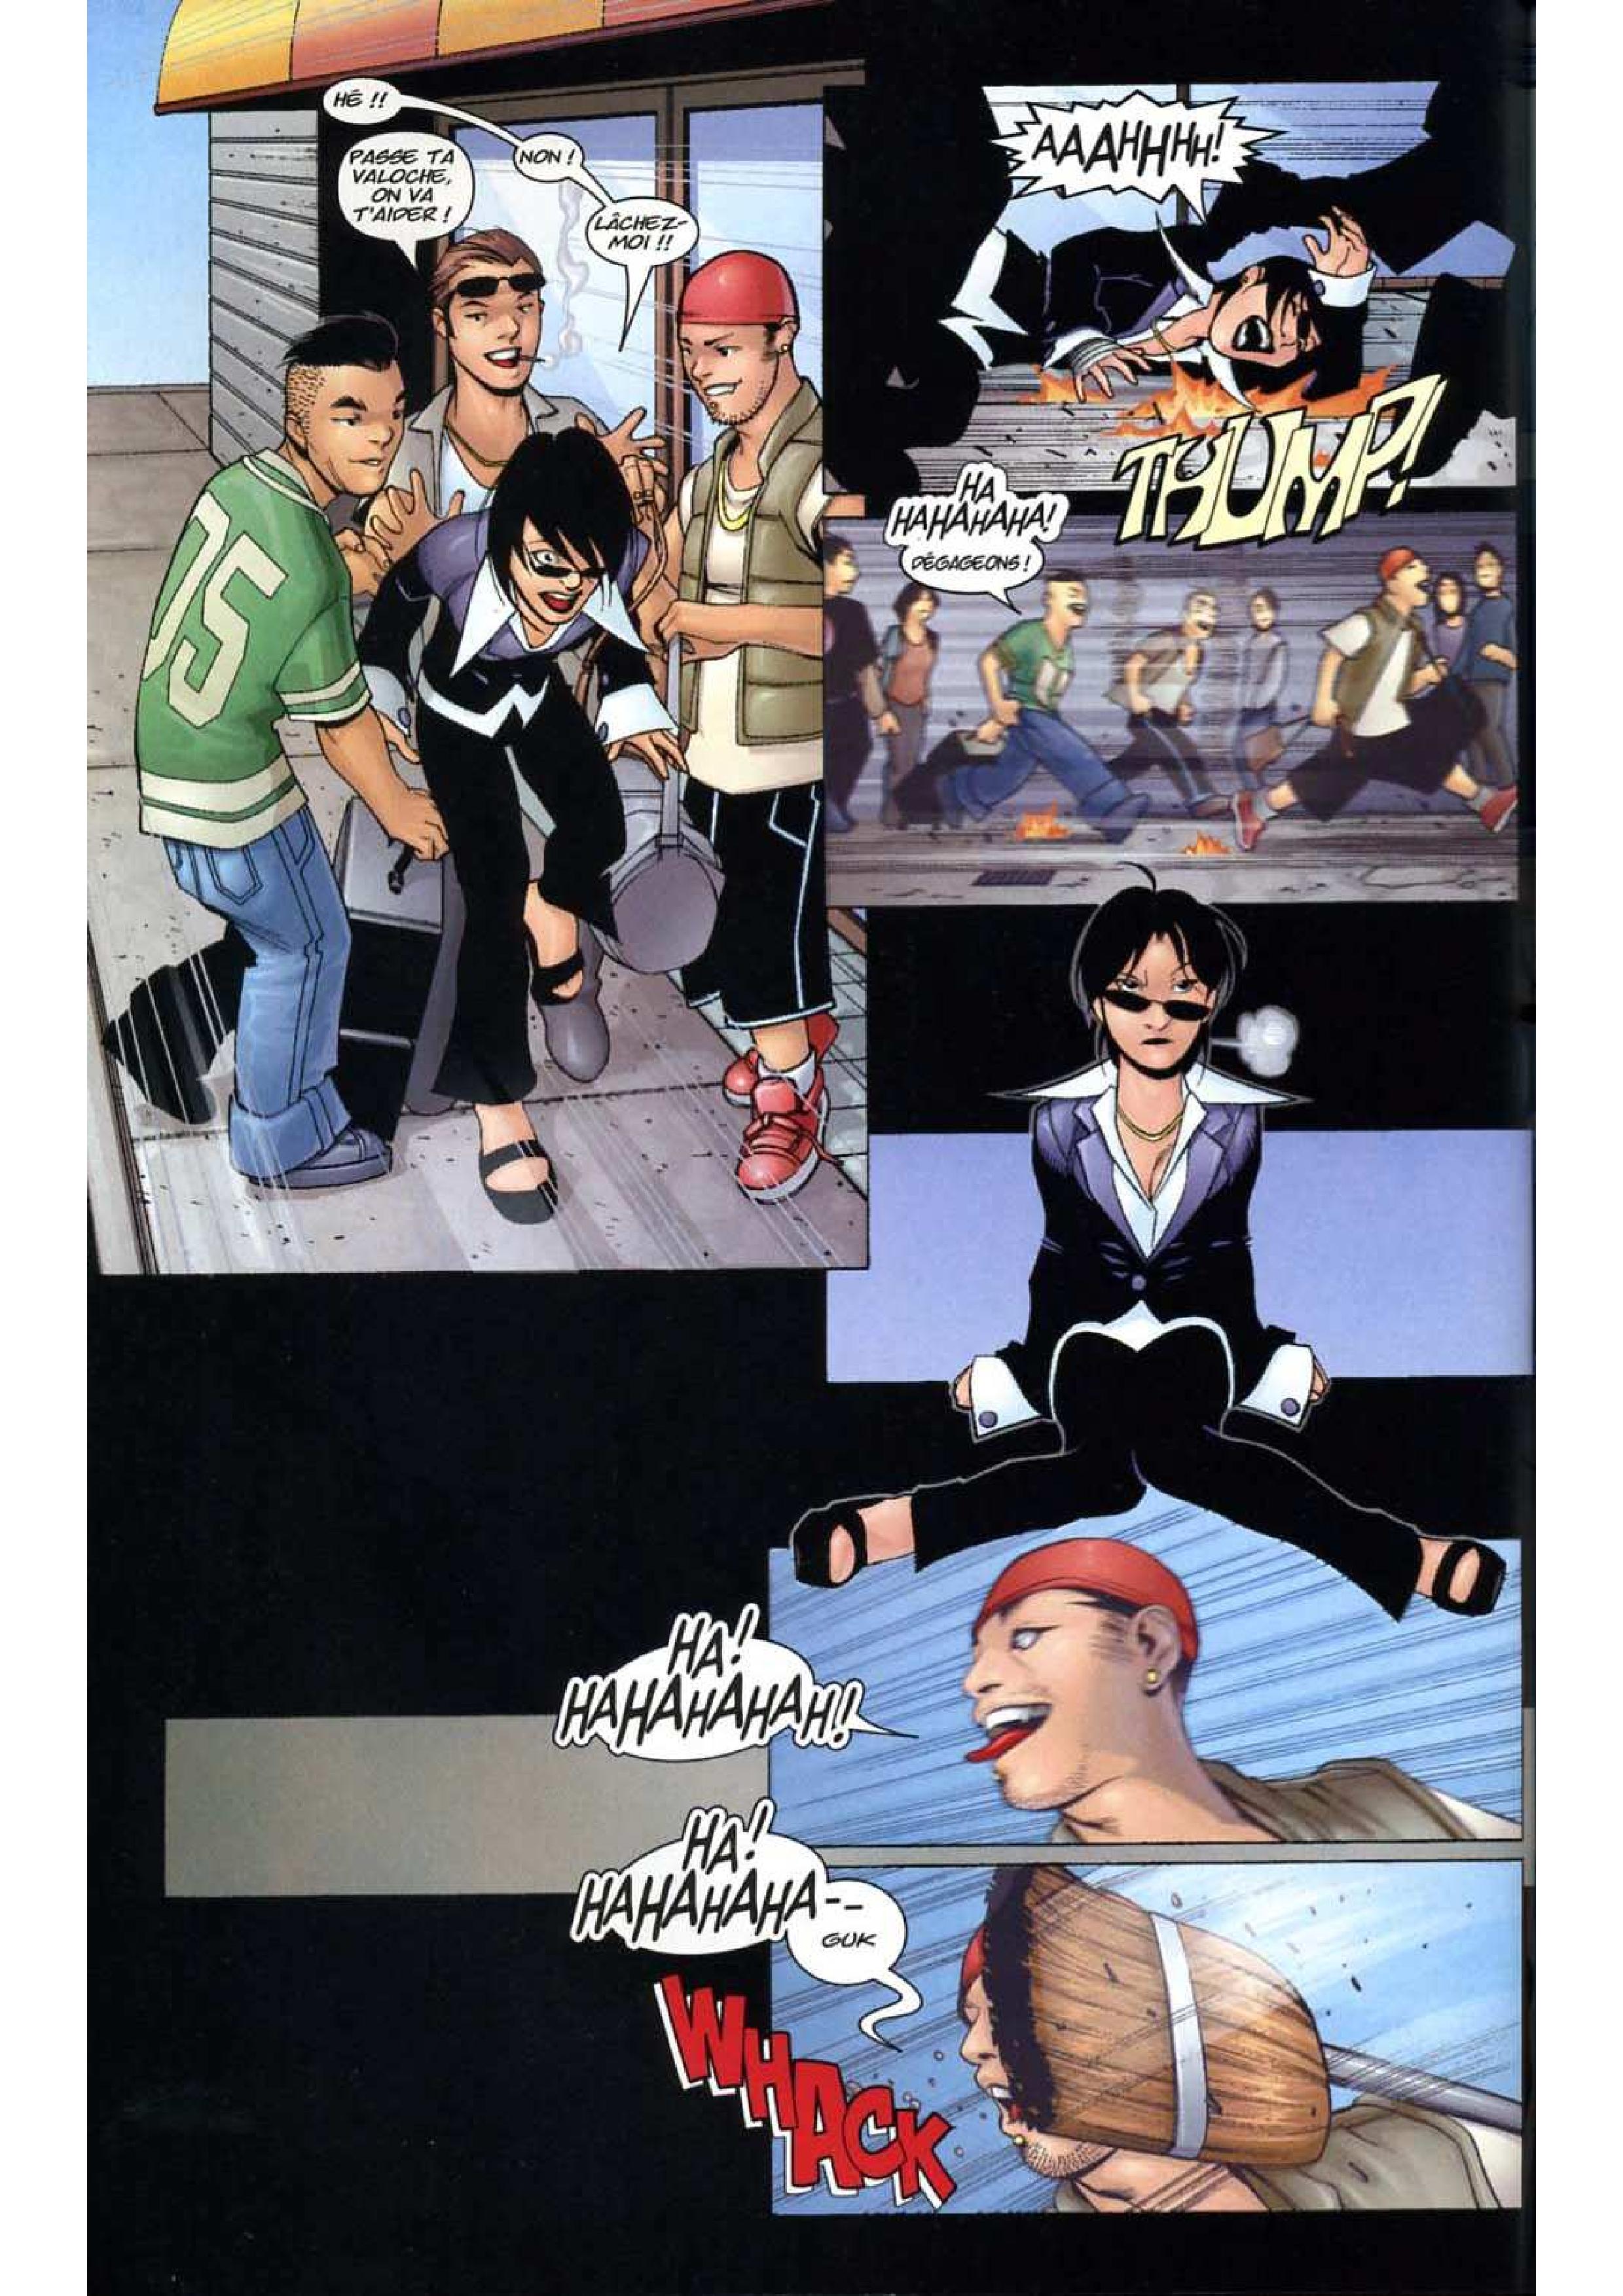 HÉ !!
PASSE TA
VALOCHE,
ON VA
T'AIDER !
NON !
LÂCHEZ-
MOI !!
05
AAAHHHH!
THUMP!
HA
HAHAHAHA!
DÉGAGEONS !
HA!
HAHAHAHAH!!
HA!
HAHAHAHA--
GUK
WHACK